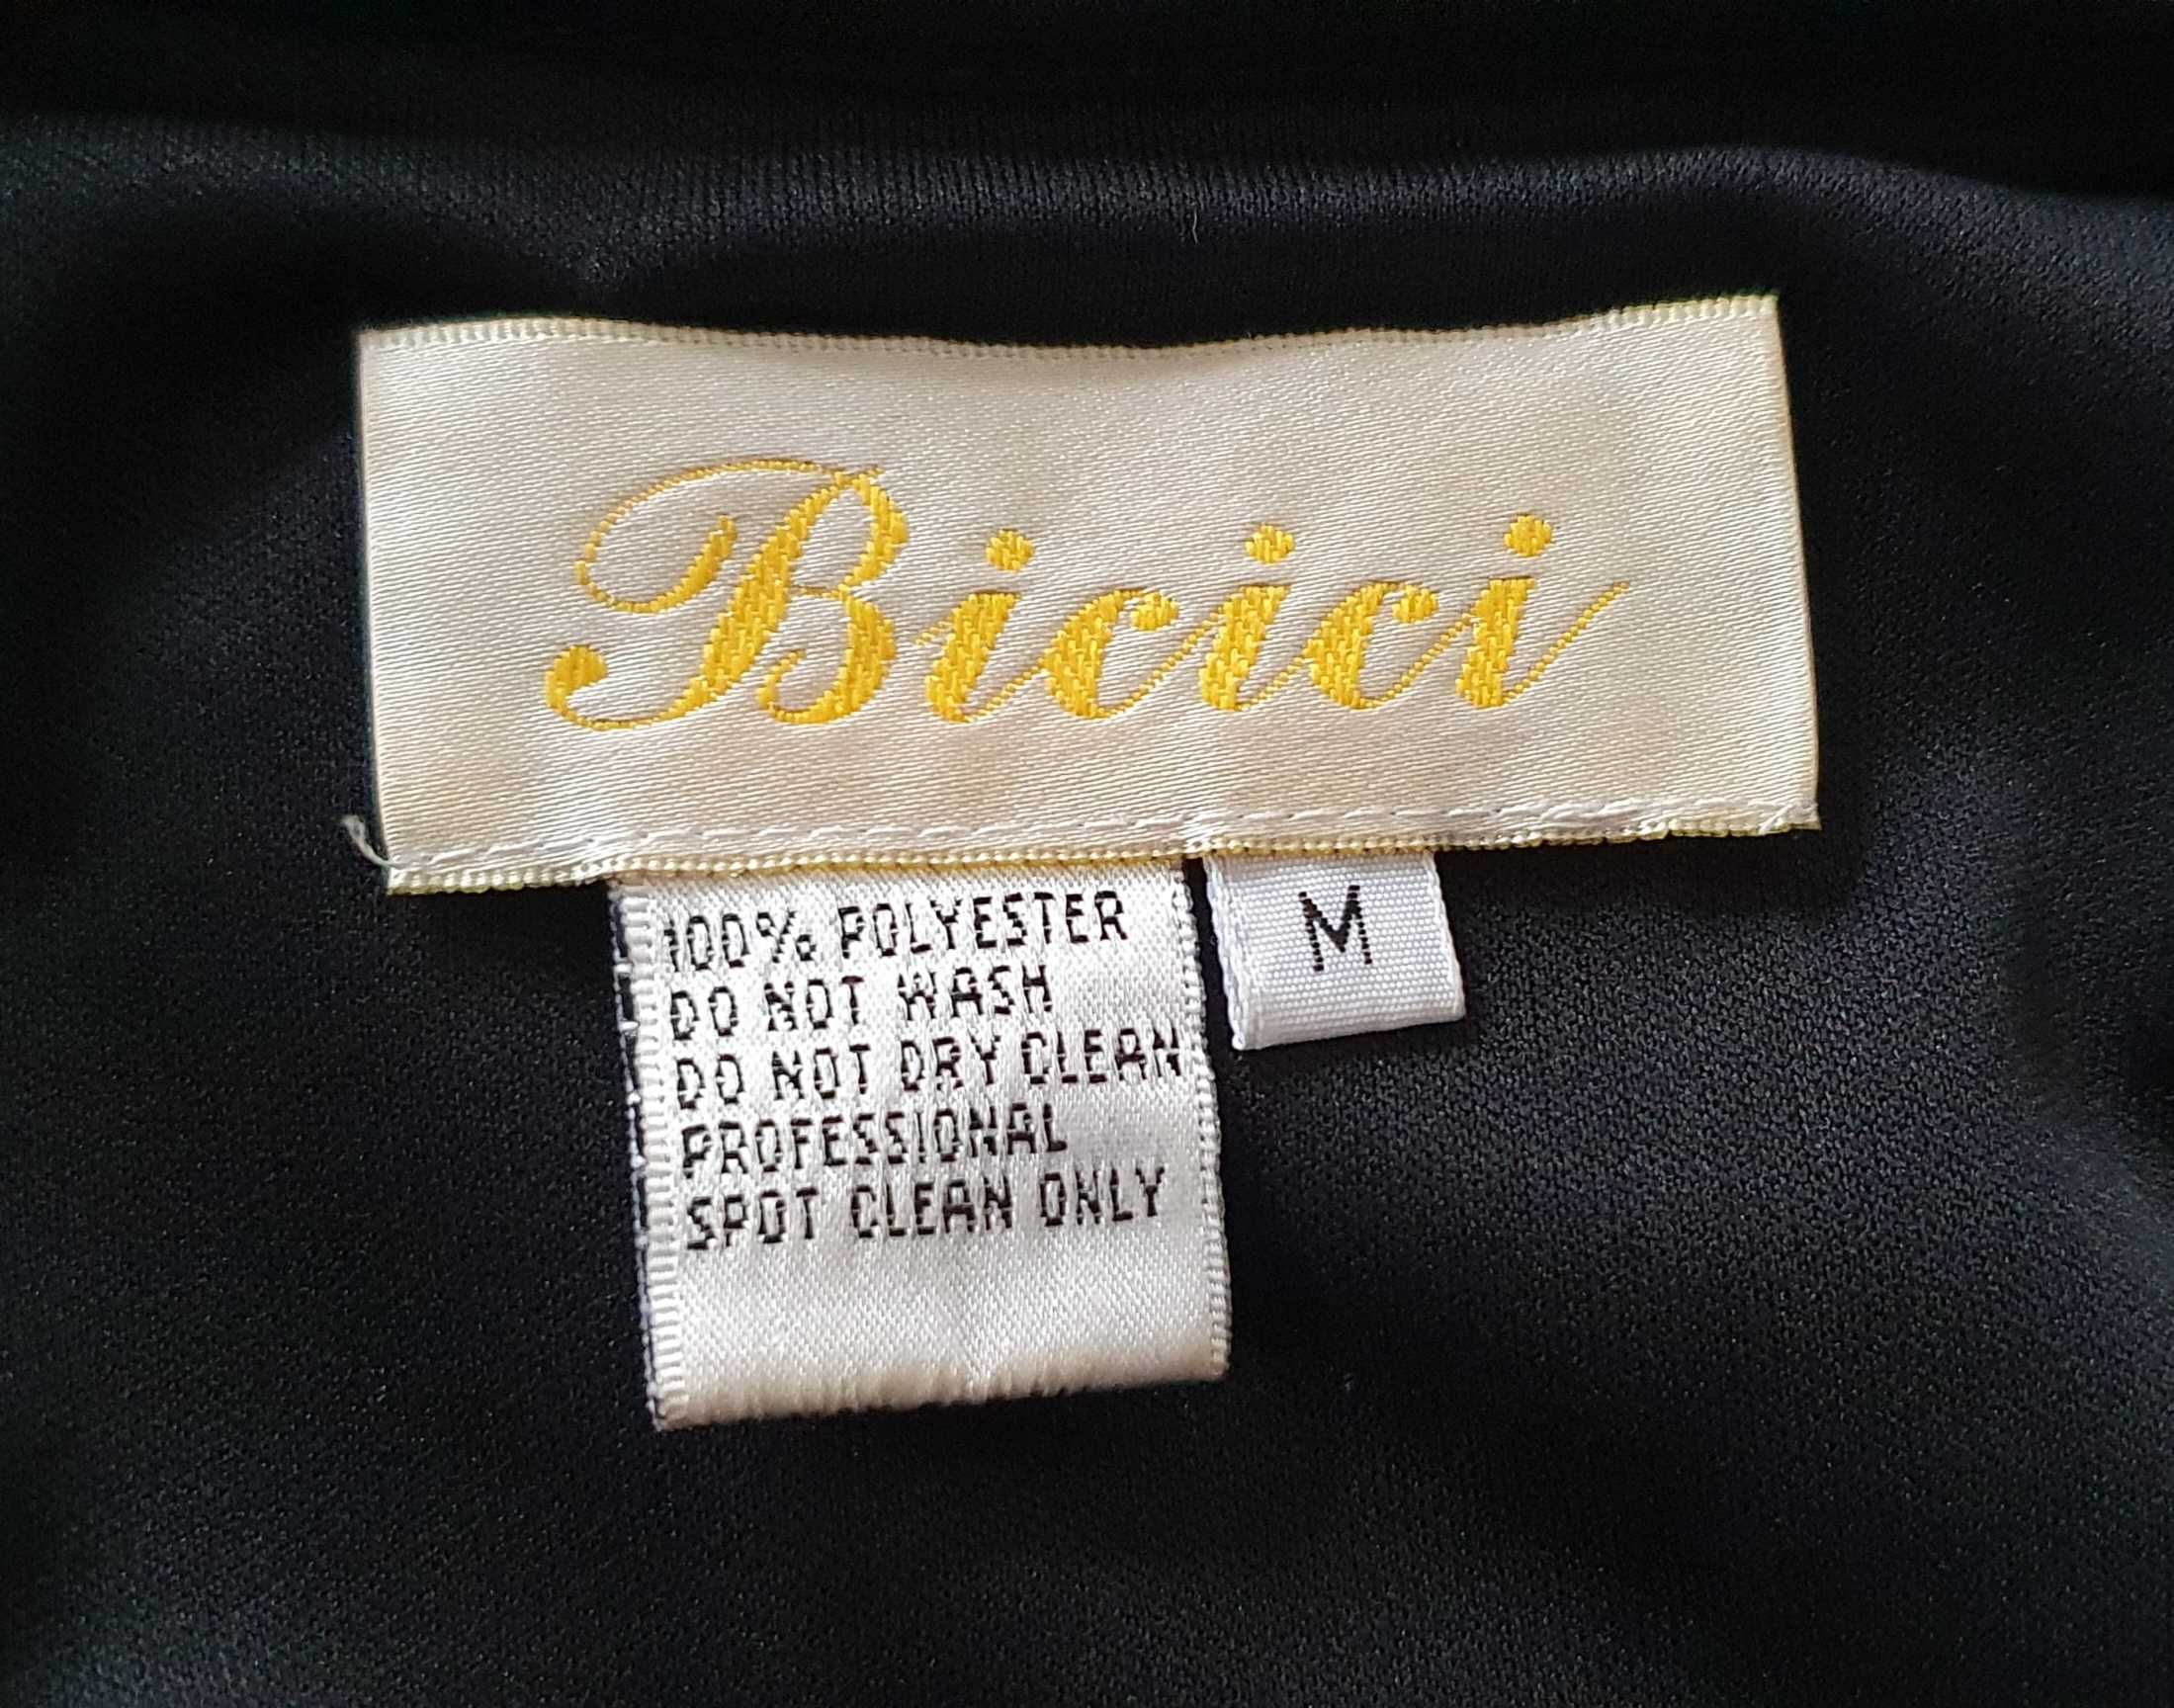 Bicici
100% POLYESTER
DO NOT WASH
DO NOT DRY CLEAN
PROFESSIONAL
SPOT CLEAN ONLY
M